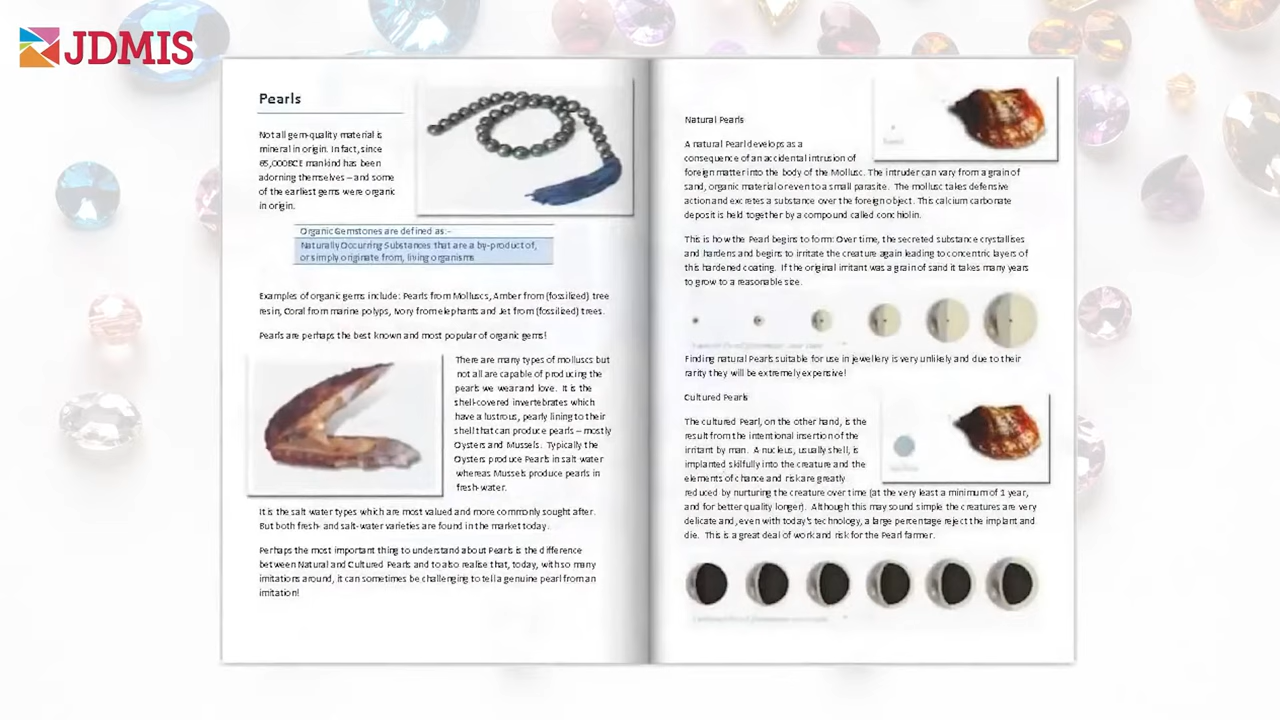 JDMIS
Pearls
Not all gem-quality material is
mineral in origin. In fact, since
65,000BCE mankind has been
adorning themselves – and some
of the earliest gems were organic
in origin.
Organic Gemstones are defined as:-
Naturally Occurring Substances that are a by-product of,
or simply originate from, living organisms
Examples of organic gems include: Pearls from Molluscs, Amber from (fossilized) tree
resin, Coral from marine polyps, Ivory from elephants and Jet from (fossilized) trees.
Pearls are perhaps the best known and most popular of organic gems!
There are many types of molluscs but
not all are capable of producing the
pearls we wear and love. It is the
shell-covered invertebrates which
have a lustrous, pearly lining to their
shell that can produce pearls – mostly
Oysters and Mussels. Typically the
Oysters produce Pearls in salt-water
whereas Mussels produce pearls in
fresh-water.
It is the salt water types which are most valued and more commonly sought after.
But both fresh- and salt-water varieties are found in the market today.
Perhaps the most important thing to understand about Pearls is the difference
between Natural and Cultured Pearls and to also realise that, today, with so many
imitations around, it can sometimes be challenging to tell a genuine pearl from an
imitation!
Natural Pearls
A natural Pearl develops as a
consequence of an accidental intrusion of
foreign matter into the body of the Mollusc. The intruder can vary from a grain of
sand, organic material or even to a small parasite. The mollusc takes defensive
action and excretes a substance over the foreign object. This calcium carbonate
deposit is held together by a compound called conchiolin.
This is how the Pearl begins to form: Over time, the secreted substance crystallises
and hardens and begins to irritate the creature again leading to concentric layers of
this hardened coating. If the original irritant was a grain of sand it takes many years
to grow to a reasonable size.
Finding natural Pearls suitable for use in jewellery is very unlikely and due to their
rarity they will be extremely expensive!
Cultured Pearls
The cultured Pearl, on the other hand, is the
result from the intentional insertion of the
irritant by man. A nucleus, usually shell, is
implanted skilfully into the creature and the
elements of chance and risk are greatly
reduced by nurturing the creature over time (at the very least a minimum of 1 year,
and for better quality longer). Although this may sound simple the creatures are very
delicate and, even with today's technology, a large percentage reject the implant and
die. This is a great deal of work and risk for the Pearl farmer.